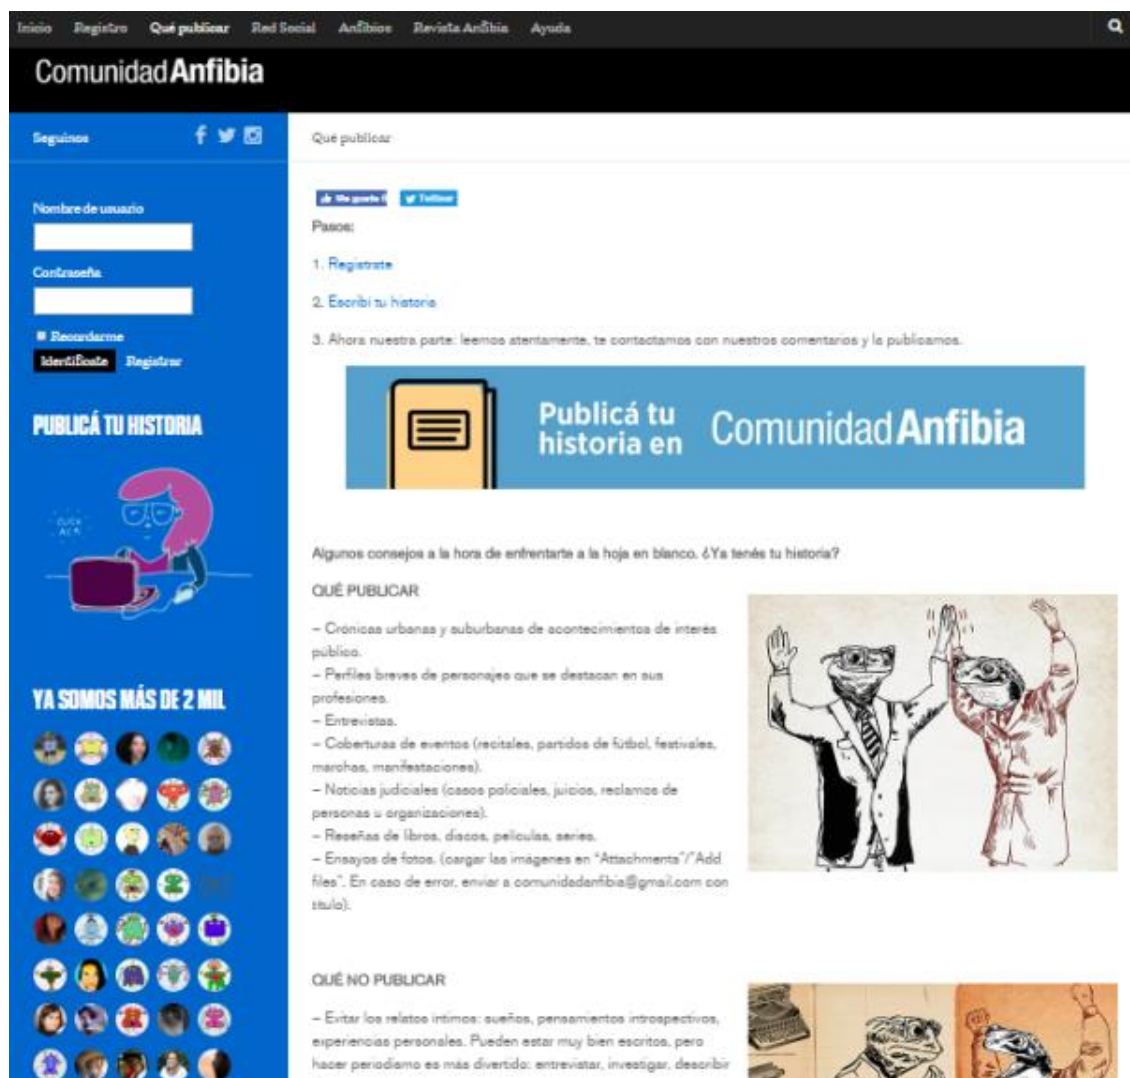 Inicio Registro Qué publicar Red Social Anfibios Revista Anfibia Ayuda
Comunidad Anfibia
Seguinos
Qué publicar
Nombre de usuario
Contraseña
Recordarme
Identificate Registrar
PUBLICÁ TU HISTORIA
CLICK
ACÁ
YA SOMOS MÁS DE 2 MIL
Me gusta Twittear
Pasos:
1. Registrate
2. Escribí tu historia
3. Ahora nuestra parte: leemos atentamente, te contactamos con nuestros comentarios y la publicamos.
Publicá tu
historia en
Comunidad Anfibia
Algunos consejos a la hora de enfrentarte a la hoja en blanco. ¿Ya tenés tu historia?
QUÉ PUBLICAR
– Crónicas urbanas y suburbanas de acontecimientos de interés
público.
– Perfiles breves de personajes que se destacan en sus
profesiones.
– Entrevistas.
– Coberturas de eventos (recitales, partidos de fútbol, festivales,
marchas, manifestaciones).
– Noticias judiciales (casos policiales, juicios, reclamos de
personas u organizaciones).
– Reseñas de libros, discos, películas, series.
– Ensayos de fotos. (cargar las imágenes en "Attachments"/"Add
files". En caso de error, enviar a comunidadanfibia@gmail.com con
título).
QUÉ NO PUBLICAR
– Evitar los relatos íntimos: sueños, pensamientos introspectivos,
experiencias personales. Pueden estar muy bien escritos, pero
hacer periodismo es más divertido: entrevistar, investigar, describir